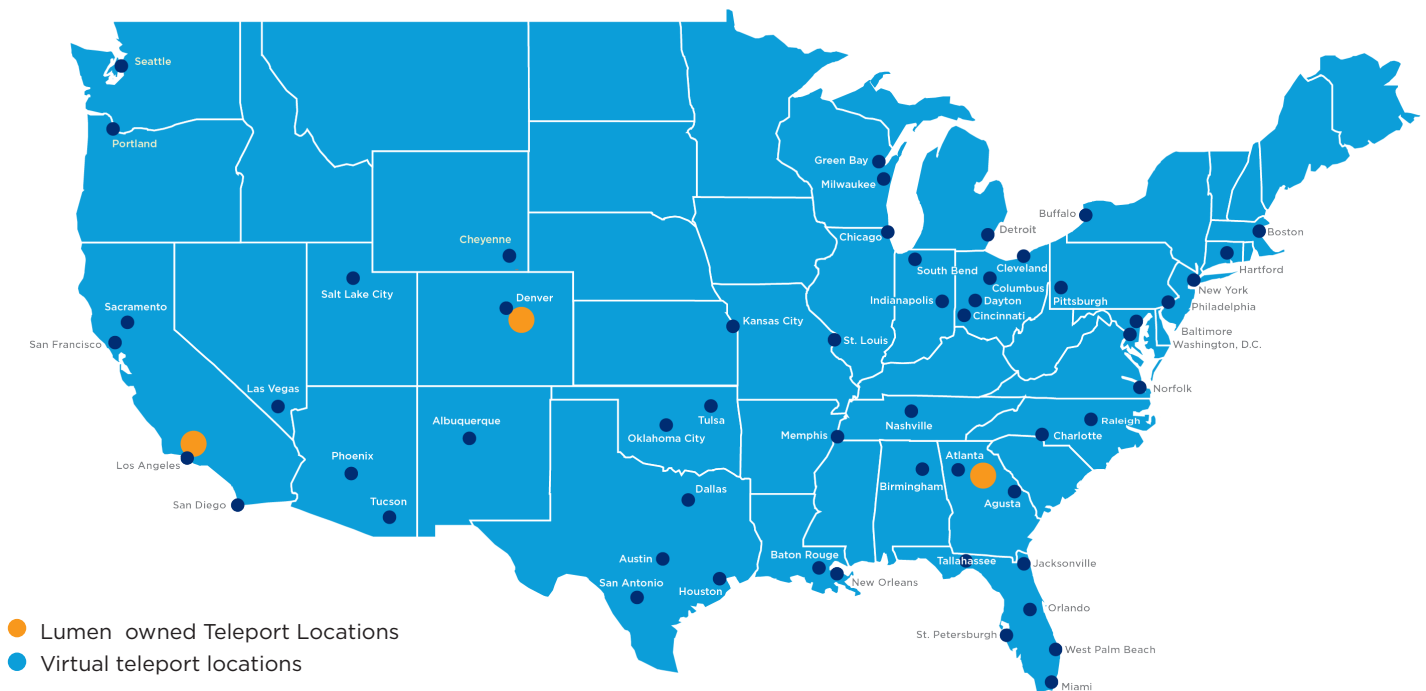 Seattle
Portland
Green Bay
Milwaukee
Buffalo
Detroit
Boston
Chicago
Cheyenne
Cleveland
South Bend
Hartford
Salt Lake City
Columbus
New York
Denver
Indianapolis
Dayton
Pittsburgh
Philadelphia
Sacramento
Cincinnati
Kansas City
Baltimore
San Francisco
St. Louis
Washington, D.C.
Las Vegas
Norfolk
Albuquerque
Tulsa
Raleigh
Oklahoma City
Nashville
Memphis
Charlotte
Phoenix
Atlanta
Los Angeles
Birmingham
Dallas
Tucson
Agusta
San Diego
Baton Rouge
Austin
Tallahassee
Jacksonville
San Antonio
New Orleans
Houston
Orlando
Lumen owned Teleport Locations
St. Petersburgh
West Palm Beach
Virtual teleport locations
Miami